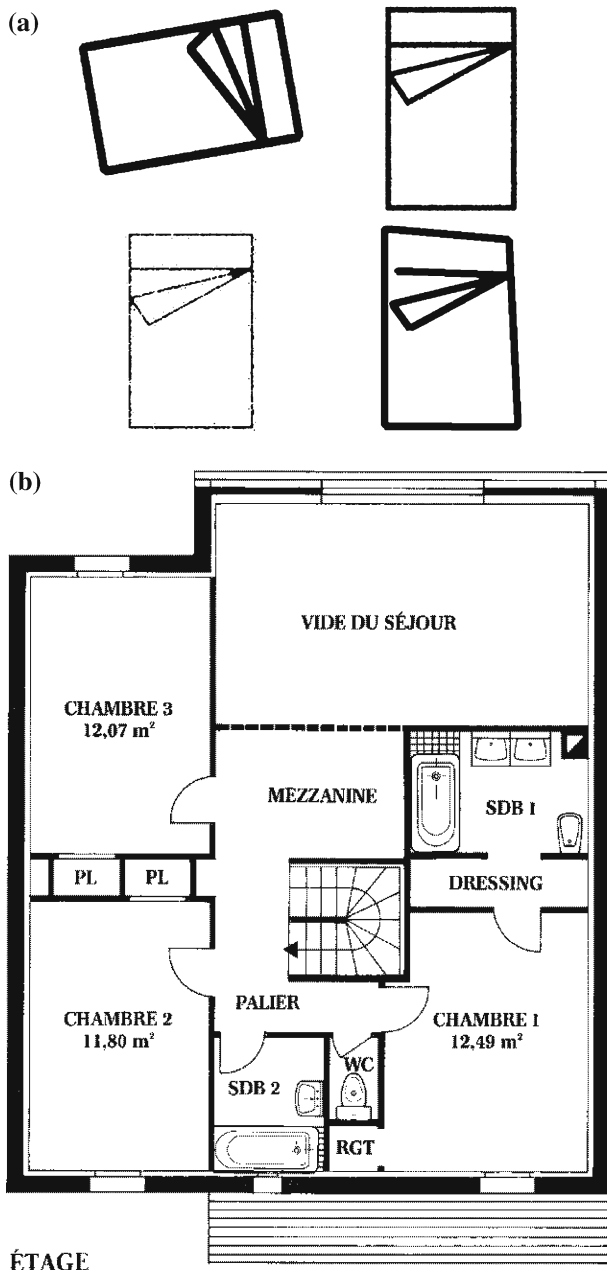 (a)
(b)
VIDE DU SÉJOUR
CHAMBRE 3
12,07 m²
MEZZANINE
SDB 1
PL
PL
DRESSING
PALIER
CHAMBRE 2
11,80 m²
CHAMBRE 1
12,49 m²
WC
SDB 2
RGT
ÉTAGE